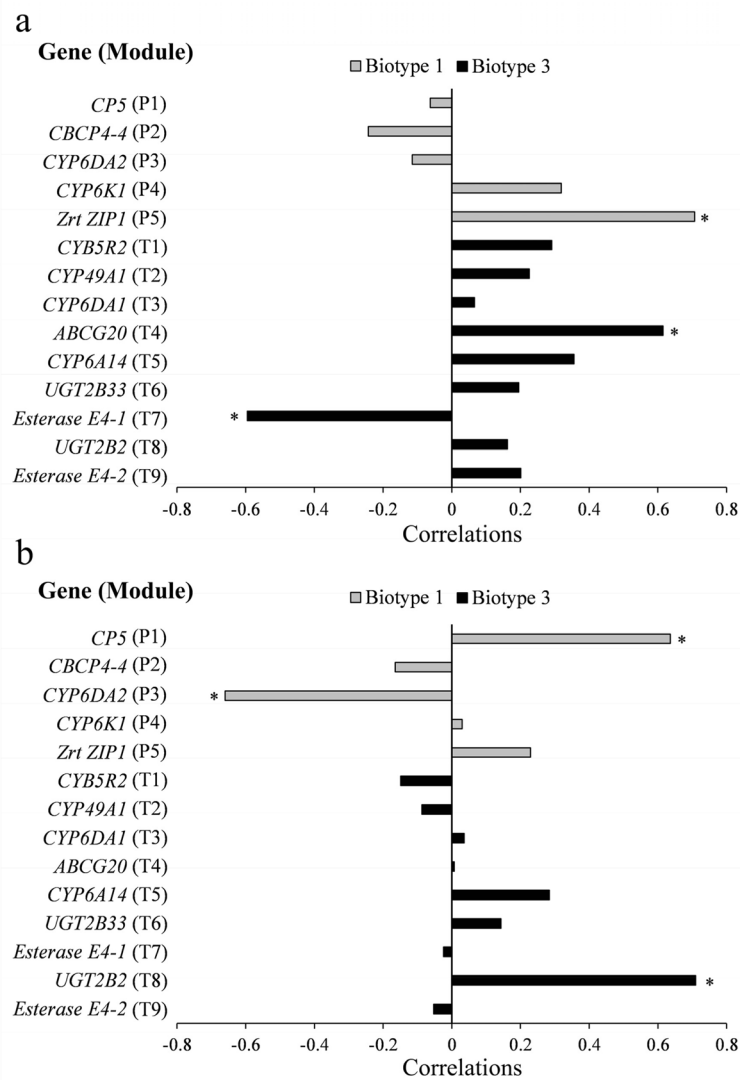 a
Gene (Module)
Biotype 1 Biotype 3
CP5 (P1)
CBCP4-4 (P2)
CYP6DA2 (P3)
CYP6K1 (P4)
Zrt ZIP1 (P5) *
CYB5R2 (T1)
CYP49A1 (T2)
CYP6DA1 (T3)
ABCG20 (T4) *
CYP6A14 (T5)
UGT2B33 (T6)
Esterase E4-1 (T7) *
UGT2B2 (T8)
Esterase E4-2 (T9)
-0.8 -0.6 -0.4 -0.2 0 0.2 0.4 0.6 0.8
Correlations
b
Gene (Module)
Biotype 1 Biotype 3
CP5 (P1) *
CBCP4-4 (P2)
CYP6DA2 (P3) *
CYP6K1 (P4)
Zrt ZIP1 (P5)
CYB5R2 (T1)
CYP49A1 (T2)
CYP6DA1 (T3)
ABCG20 (T4)
CYP6A14 (T5)
UGT2B33 (T6)
Esterase E4-1 (T7)
UGT2B2 (T8) *
Esterase E4-2 (T9)
-0.8 -0.6 -0.4 -0.2 0 0.2 0.4 0.6 0.8
Correlations